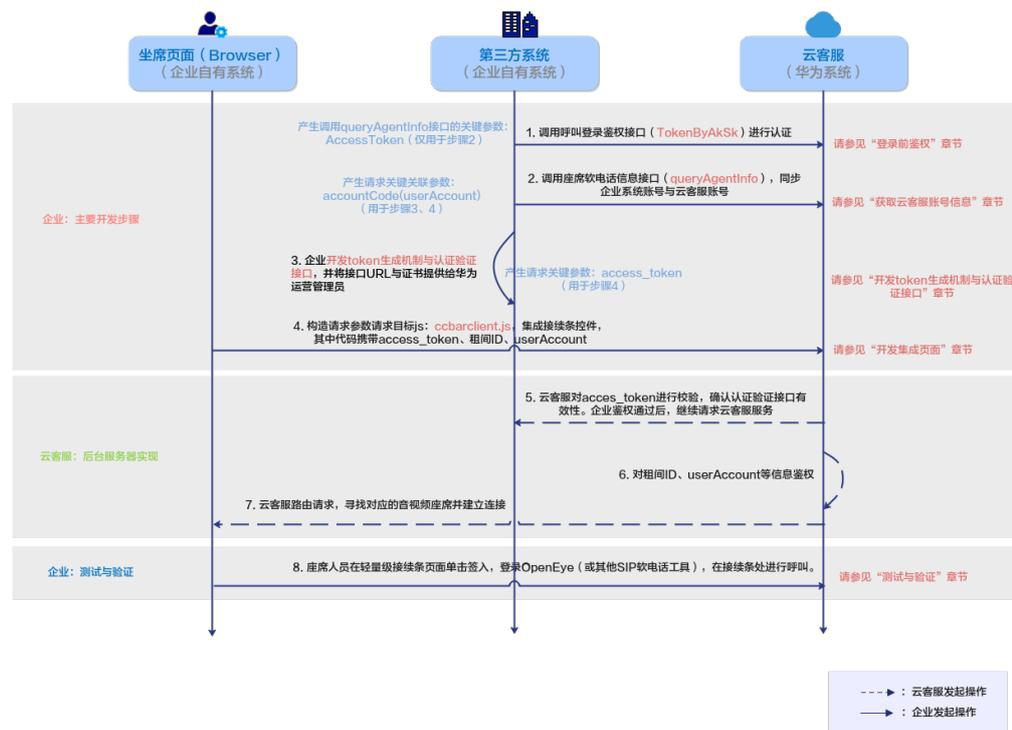 坐席页面（Browser）
（企业自有系统）
第三方系统
（企业自有系统）
云客服
（华为系统）
产生调用queryAgentInfo接口的关键参数：
AccessToken（仅用于步骤2）
1. 调用呼叫登录鉴权接口（TokenByAkSk）进行认证
请参见“登录前鉴权”章节
产生请求关键关联参数：
accountCode(userAccount)
（用于步骤3、4）
2. 调用座席软电话信息接口（queryAgentInfo），同步
企业系统账号与云客服账号
请参见“获取云客服账号信息”章节
企业：主要开发步骤
3. 企业开发token生成机制与认证验证
接口，并将接口URL与证书提供给华为
运营管理员
产生请求关键参数：access_token
（用于步骤4）
请参见“开发token生成机制与认证验
证接口”章节
4. 构造请求参数请求目标js：ccbarclient.js，集成接续条控件，
其中代码携带access_token、租间ID、userAccount
请参见“开发集成页面”章节
5. 云客服对acces_token进行校验，确认认证验证接口有
效性。企业鉴权通过后，继续请求云客服服务
云客服：后台服务器实现
6. 对租间ID、userAccount等信息鉴权
7. 云客服路由请求，寻找对应的音视频座席并建立连接
企业：测试与验证
8. 座席人员在轻量级接续条页面单击签入，登录OpenEye（或其他SIP软电话工具），在接续条处进行呼叫。
请参见“测试与验证”章节
：云客服发起操作
：企业发起操作